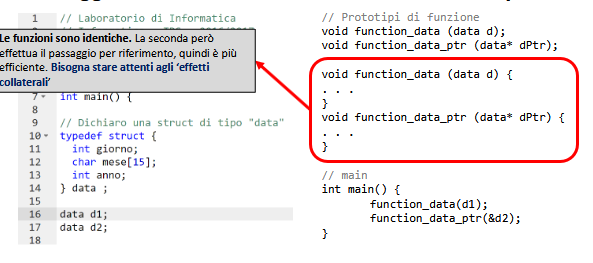 1 // Laboratorio di Informatica
Le funzioni sono identiche. La seconda però
effettua il passaggio per riferimento, quindi è più
efficiente. Bisogna stare attenti agli ‘effetti
collaterali’
7 int main() {
8
9 // Dichiaro una struct di tipo "data"
10 typedef struct {
11 int giorno;
12 char mese[15];
13 int anno;
14 } data ;
15
16 data d1;
17 data d2;
18
// Prototipi di funzione
void function_data (data d);
void function_data_ptr (data* dPtr);
void function_data (data d) {
. . .
}
void function_data_ptr (data* dPtr) {
. . .
}
// main
int main() {
function_data(d1);
function_data_ptr(&d2);
}